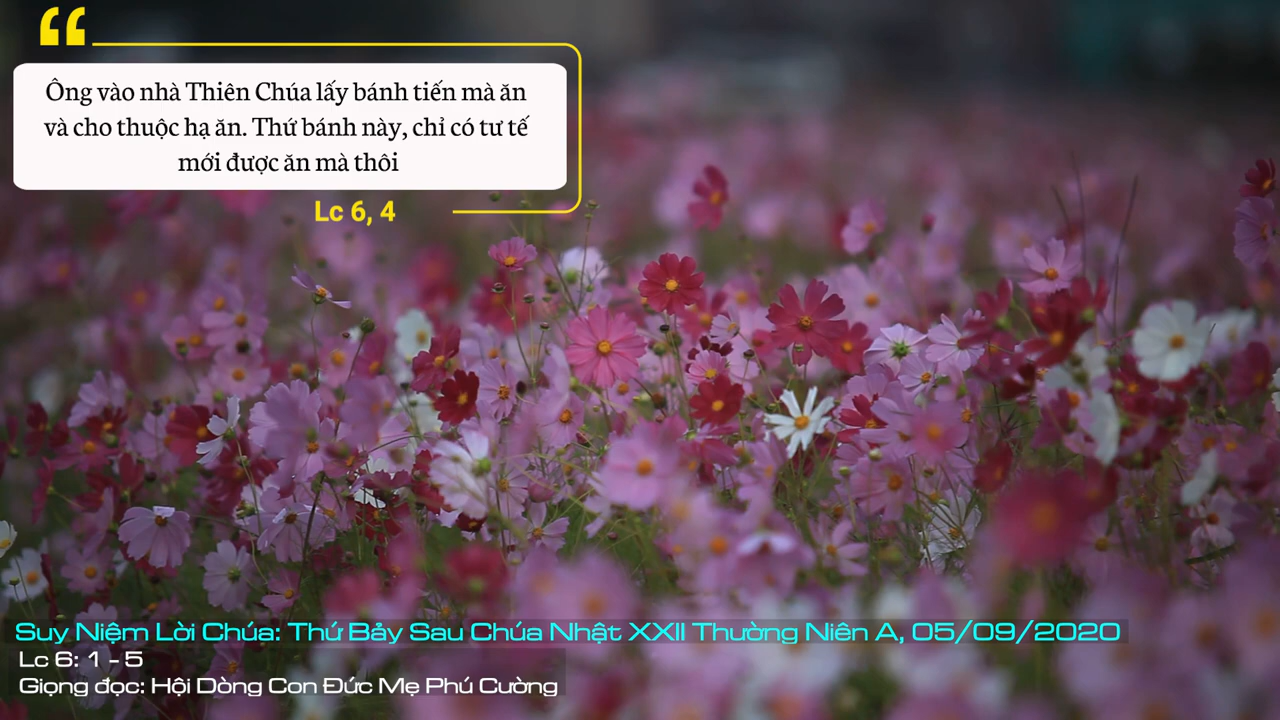 “
Ông vào nhà Thiên Chúa lấy bánh tiến mà ăn
và cho thuộc hạ ăn. Thứ bánh này, chỉ có tư tế
mới được ăn mà thôi
Lc 6, 4
Suy Niệm Lời Chúa: Thứ Bảy Sau Chúa Nhật XXII Thường Niên A, 05/09/2020
Lc 6: 1 - 5
Giọng đọc: Hội Dòng Con Đức Mẹ Phú Cường